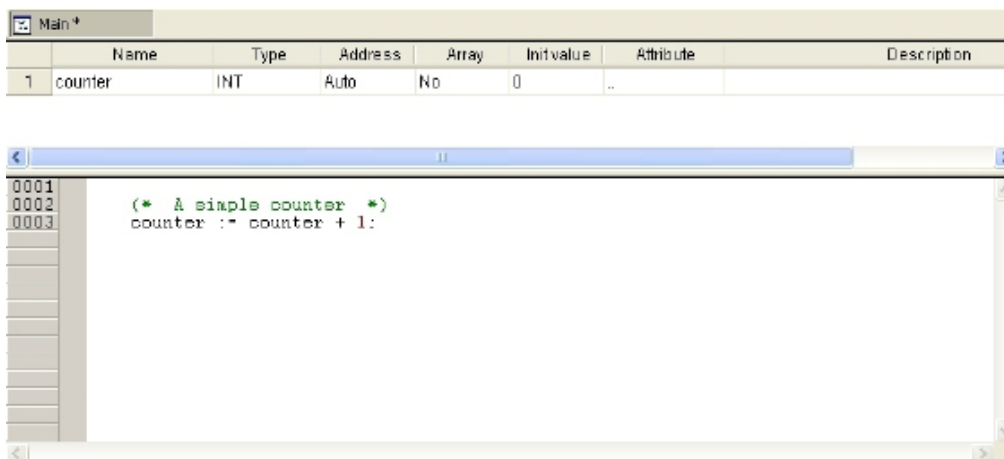 Main *
Name Type Address Array Init value Attribute Description
1 counter INT Auto No 0 ..
0001
0002 (* A simple counter *)
0003 counter := counter + 1;